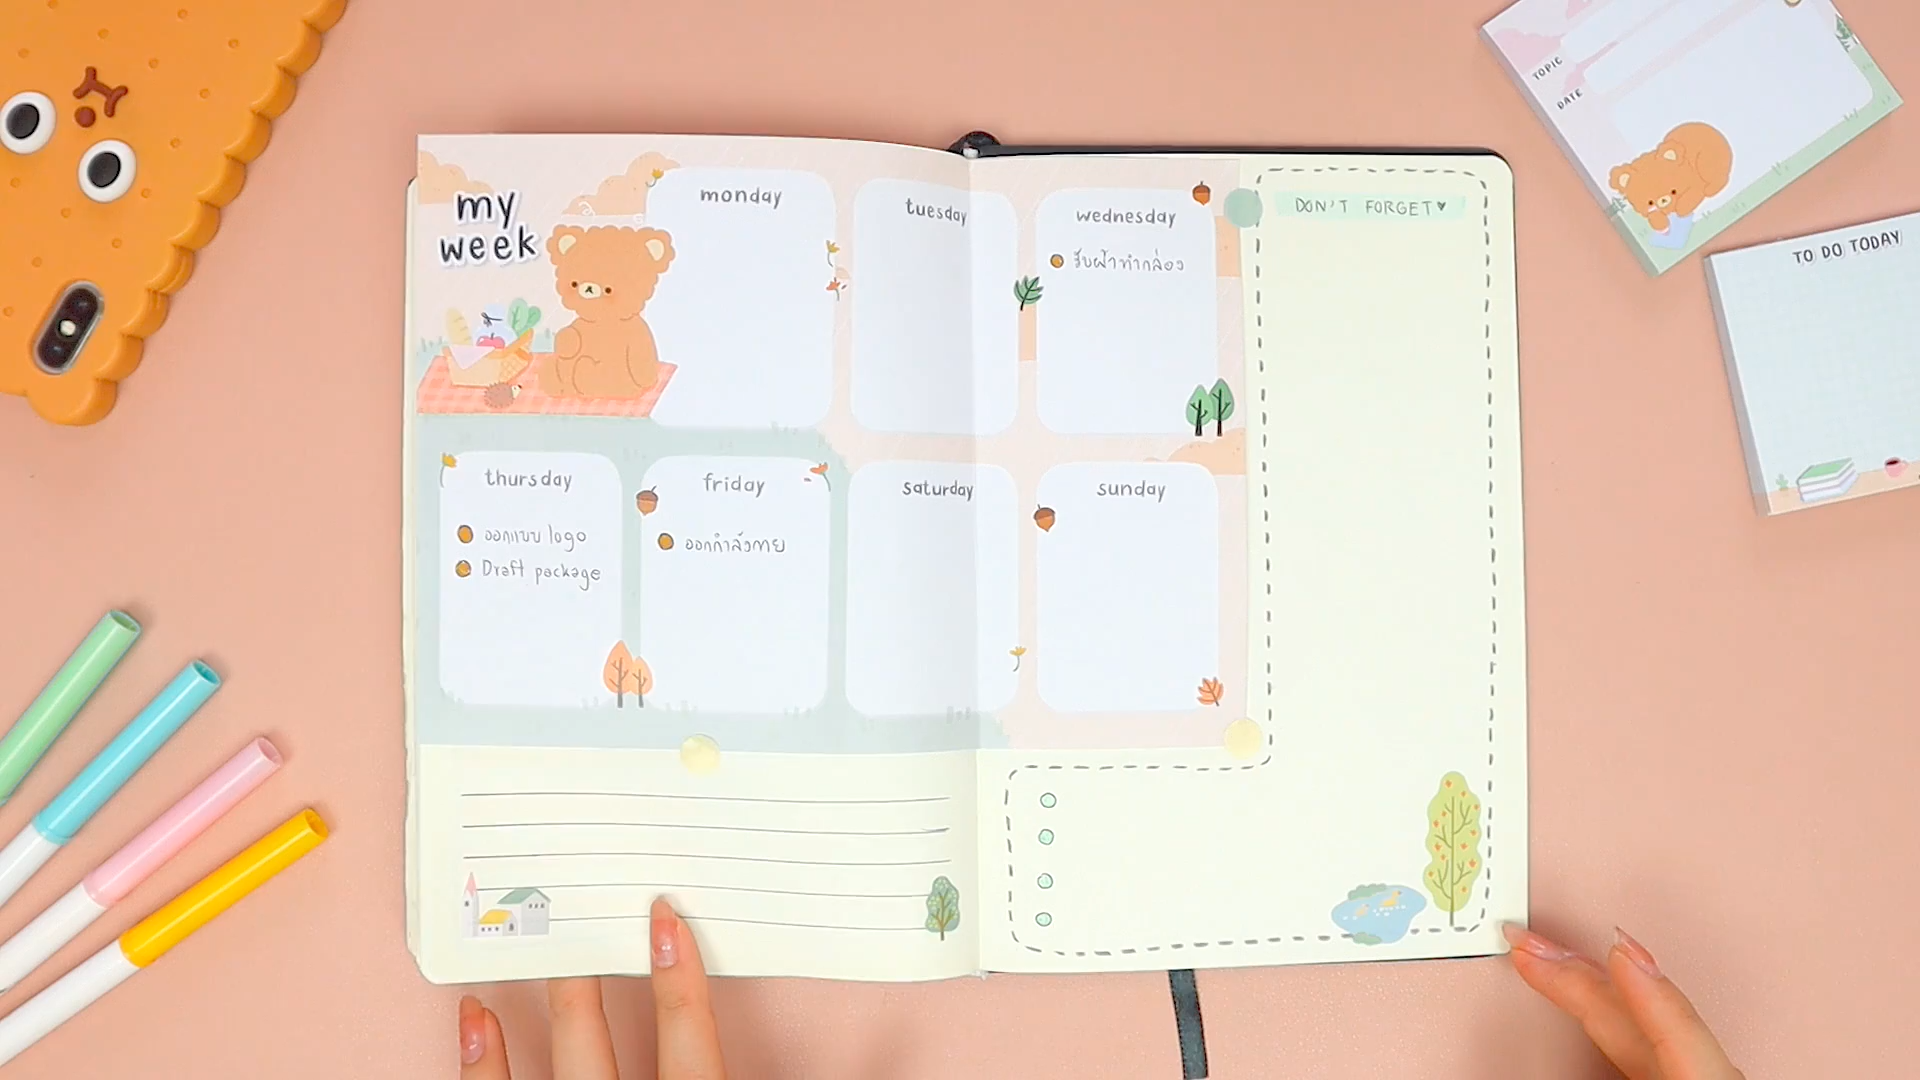 my
week
monday
tuesday
wednesday
รับผ้าทำกล่อง
thursday
ออกแบบ logo
Draft package
friday
ออกกำลังกาย
saturday
sunday
DON'T FORGET♥
TOPIC
DATE
TO DO TODAY